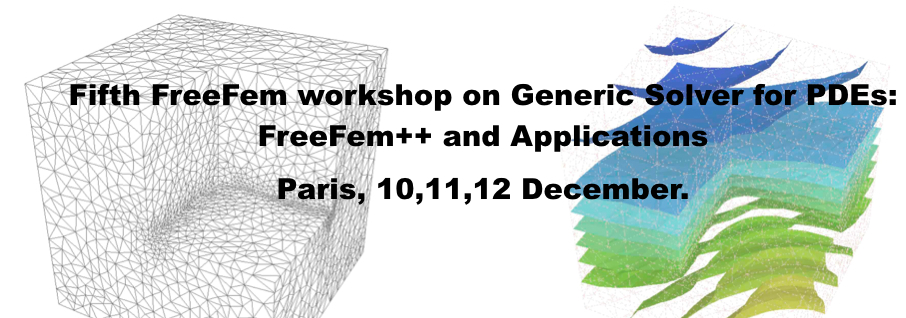 Fifth FreeFem workshop on Generic Solver for PDEs:
FreeFem++ and Applications
Paris, 10,11,12 December.